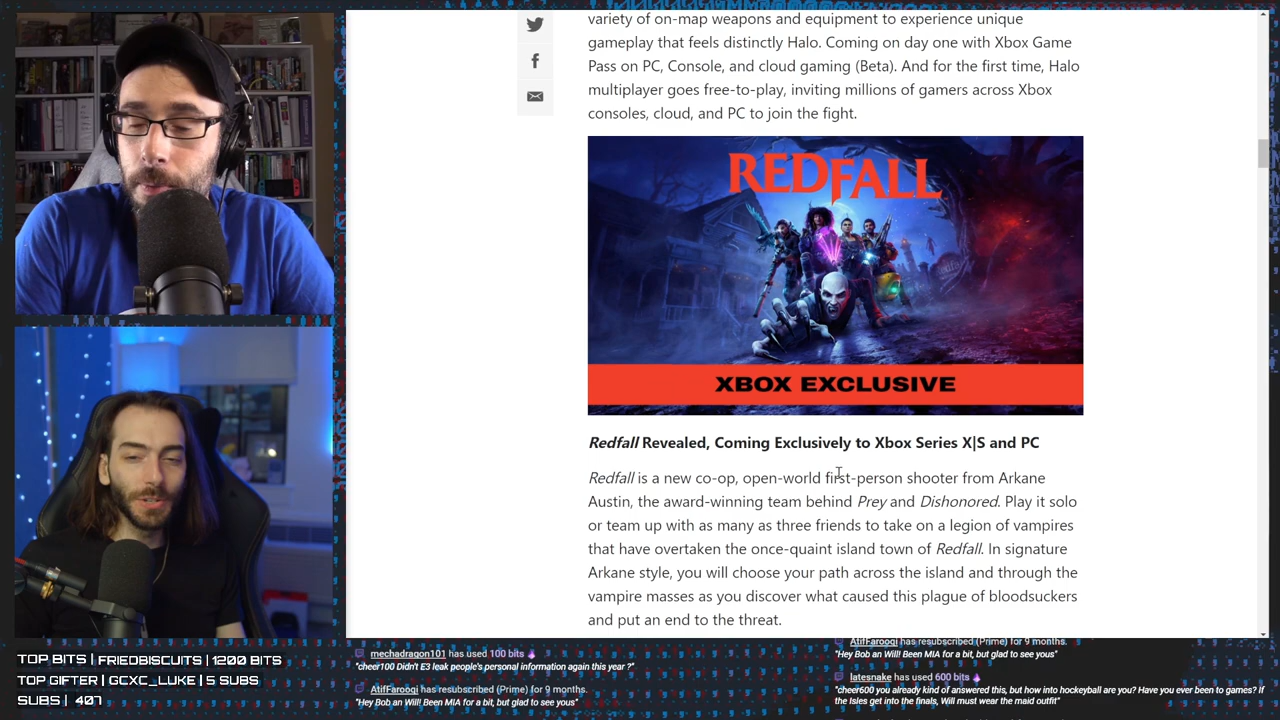 variety of on-map weapons and equipment to experience unique
gameplay that feels distinctly Halo. Coming on day one with Xbox Game
Pass on PC, Console, and cloud gaming (Beta). And for the first time, Halo
multiplayer goes free-to-play, inviting millions of gamers across Xbox
consoles, cloud, and PC to join the fight.
REDFALL
XBOX EXCLUSIVE
Redfall Revealed, Coming Exclusively to Xbox Series X|S and PC
Redfall is a new co-op, open-world first-person shooter from Arkane
Austin, the award-winning team behind Prey and Dishonored. Play it solo
or team up with as many as three friends to take on a legion of vampires
that have overtaken the once-quaint island town of Redfall. In signature
Arkane style, you will choose your path across the island and through the
vampire masses as you discover what caused this plague of bloodsuckers
and put an end to the threat.
TOP BITS | FRIEDBISCUITS | 1200 BITS
TOP GIFTER | GCXC_LUKE | 5 SUBS
SUBS | 407
mechadragon101 has used 100 bits
"cheer100 Didn't E3 leak people's personal information again this year ?"
AtifFarooqi has resubscribed (Prime) for 9 months.
"Hey Bob an Will! Been MIA for a bit, but glad to see yous"
AtifFarooqi has resubscribed (Prime) for 9 months.
"Hey Bob an Will! Been MIA for a bit, but glad to see yous"
latesnake has used 600 bits
"cheer600 you already kind of answered this, but how into hockeyball are you? Have you ever been to games? if
the Isles get into the finals, Will must wear the maid outfit"